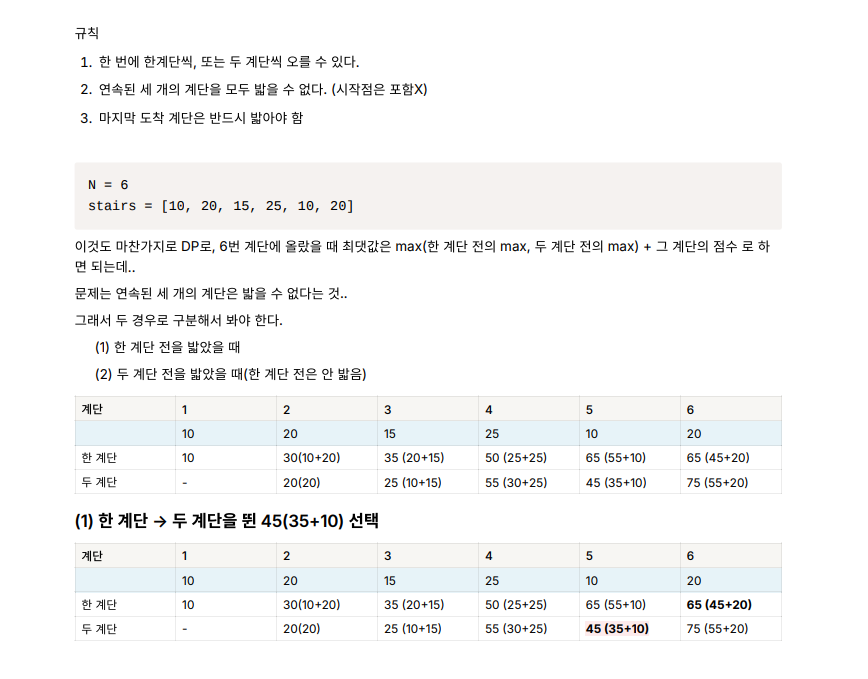 규칙
1. 한 번에 한계단씩, 또는 두 계단씩 오를 수 있다.
2. 연속된 세 개의 계단을 모두 밟을 수 없다. (시작점은 포함X)
3. 마지막 도착 계단은 반드시 밟아야 함
N = 6
stairs = [10, 20, 15, 25, 10, 20]
이것도 마찬가지로 DP로, 6번 계단에 올랐을 때 최댓값은 max(한 계단 전의 max, 두 계단 전의 max) + 그 계단의 점수 로 하
면 되는데..
문제는 연속된 세 개의 계단은 밟을 수 없다는 것..
그래서 두 경우로 구분해서 봐야 한다.
(1) 한 계단 전을 밟았을 때
(2) 두 계단 전을 밟았을 때(한 계단 전은 안 밟음)
계단 1 2 3 4 5 6
10 20 15 25 10 20
한 계단 10 30(10+20) 35 (20+15) 50 (25+25) 65 (55+10) 65 (45+20)
두 계단 - 20(20) 25 (10+15) 55 (30+25) 45 (35+10) 75 (55+20)
(1) 한 계단 → 두 계단을 뛴 45(35+10) 선택
계단 1 2 3 4 5 6
10 20 15 25 10 20
한 계단 10 30(10+20) 35 (20+15) 50 (25+25) 65 (55+10) 65 (45+20)
두 계단 - 20(20) 25 (10+15) 55 (30+25) 45 (35+10) 75 (55+20)